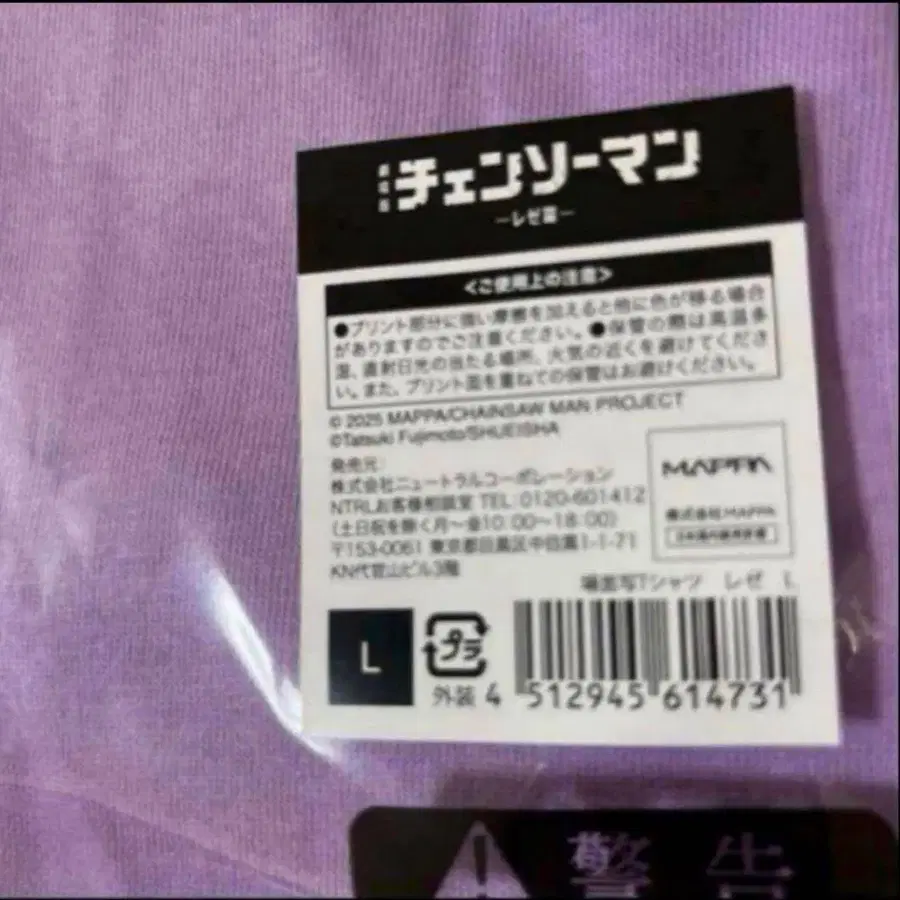 劇場版
チェンソーマン
―レゼ篇―
<ご使用上の注意>
●プリント部分に強い摩擦を加えると他に色が移る場合
がありますのでご注意ください。●保管の際は高温多
湿、直射日光の当たる場所、火気の近くを避けてくださ
い。また、プリント面を重ねての保管はお避けください。
© 2025 MAPPA/CHAINSAW MAN PROJECT
©Tatsuki Fujimoto/SHUEISHA
発売元:
株式会社ニュートラルコーポレーション
NTRLお客様相談室 TEL:0120-601412
(土日祝を除く月～金10:00～18:00)
〒153-0061 東京都目黒区中目黒1-1-71
KN代官山ビル3階
MAPPA
株式会社MAPPA
場面写Tシャツ レゼ L
L
プラ
外装
4 512945 614731
警告